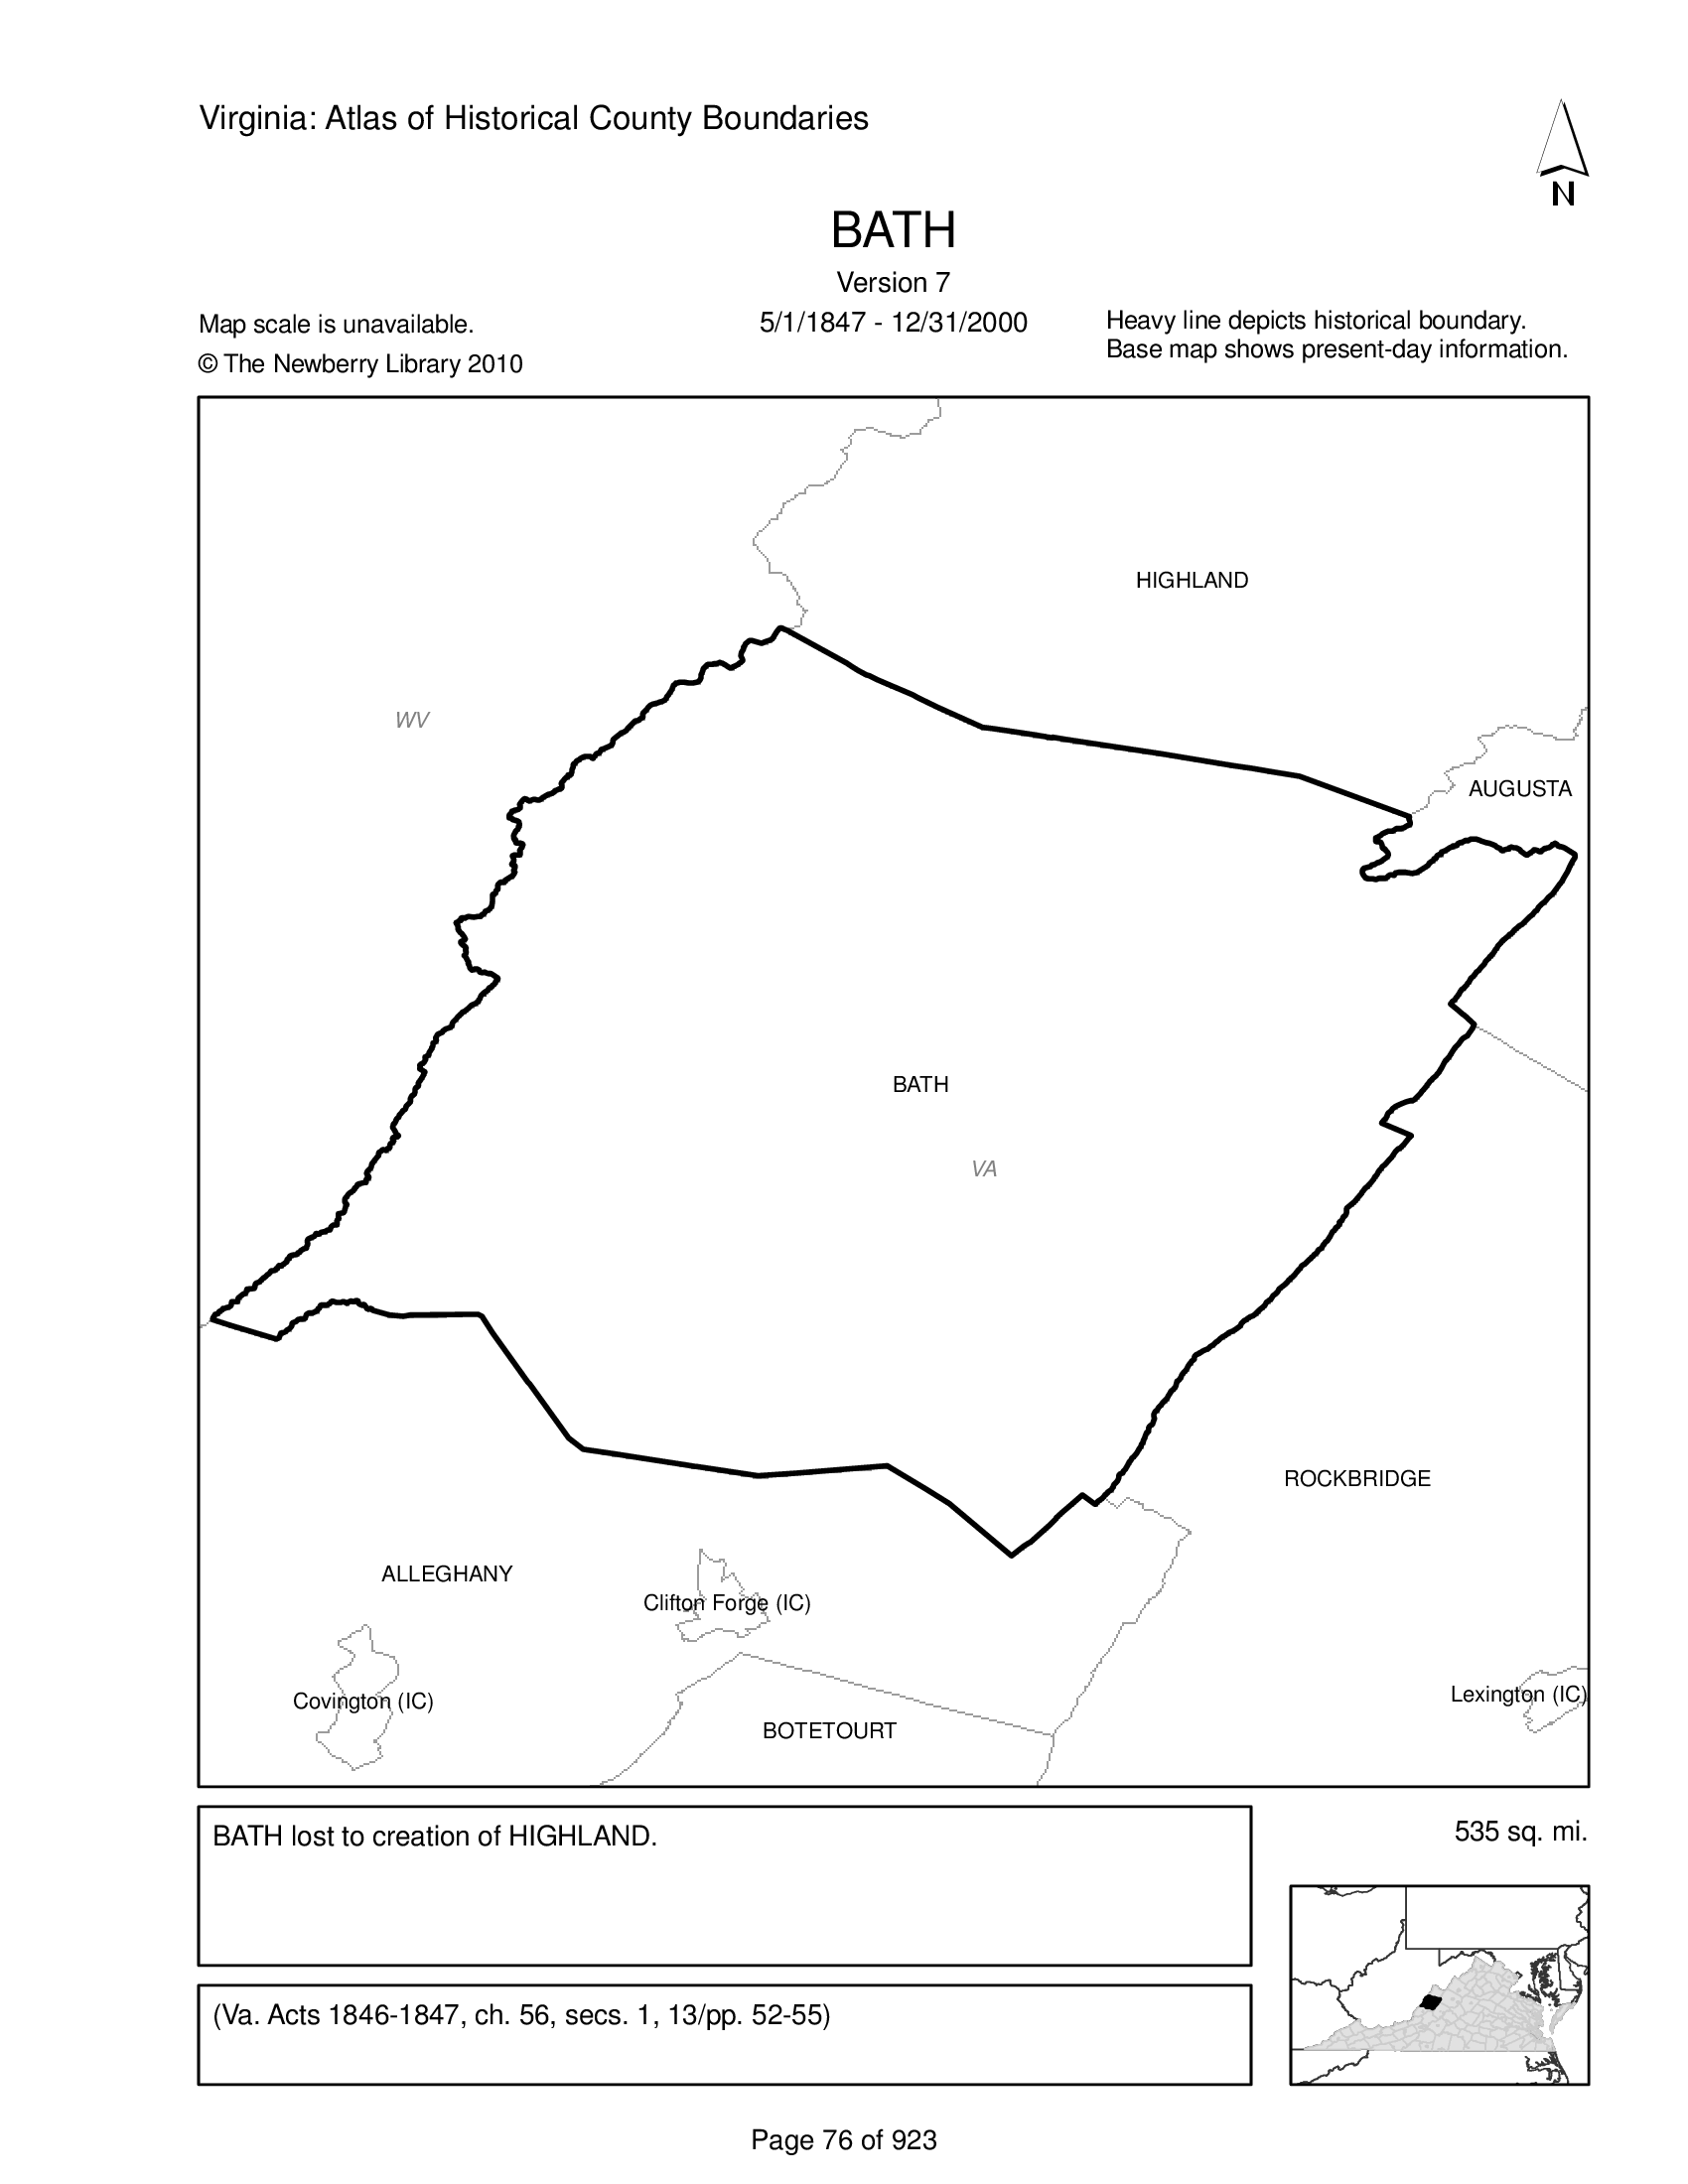 Virginia: Atlas of Historical County Boundaries
N
BATH
Version 7
5/1/1847 - 12/31/2000
Map scale is unavailable.
© The Newberry Library 2010
Heavy line depicts historical boundary.
Base map shows present-day information.
HIGHLAND
WV
AUGUSTA
BATH
VA
ROCKBRIDGE
ALLEGHANY
Clifton Forge (IC)
Covington (IC)
Lexington (IC)
BOTETOURT
BATH lost to creation of HIGHLAND.
535 sq. mi.
(Va. Acts 1846-1847, ch. 56, secs. 1, 13/pp. 52-55)
Page 76 of 923